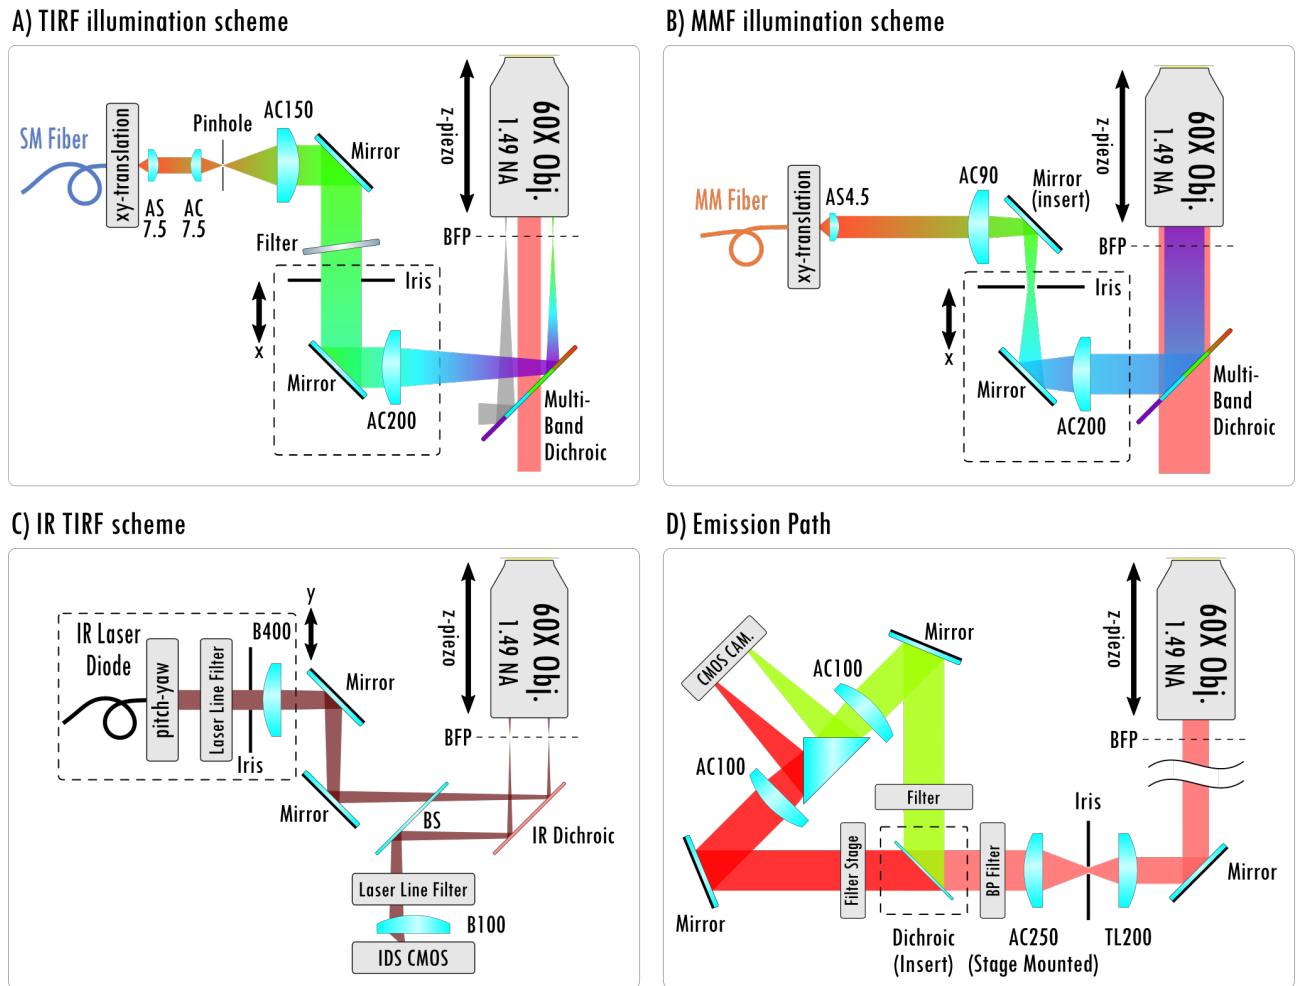 A) TIRF illumination scheme
SM Fiber
xy-translation
AS
7.5
AC
7.5
Pinhole
AC150
Mirror
Filter
Iris
x
Mirror
AC200
z-piezo
60X Obj.
1.49 NA
BFP
Multi-
Band
Dichroic
B) MMF illumination scheme
MM Fiber
xy-translation
AS4.5
AC90
Mirror
(insert)
Iris
x
Mirror
AC200
z-piezo
60X Obj.
1.49 NA
BFP
Multi-
Band
Dichroic
C) IR TIRF scheme
IR Laser
Diode
pitch-yaw
Laser Line Filter
Iris
B400
y
Mirror
Mirror
BS
IR Dichroic
Laser Line Filter
B100
IDS CMOS
z-piezo
60X Obj.
1.49 NA
BFP
D) Emission Path
CMOS CAM.
AC100
Mirror
AC100
Filter
Mirror
Filter Stage
Dichroic
(Insert)
BP Filter
AC250
(Stage Mounted)
Iris
TL200
Mirror
z-piezo
60X Obj.
1.49 NA
BFP